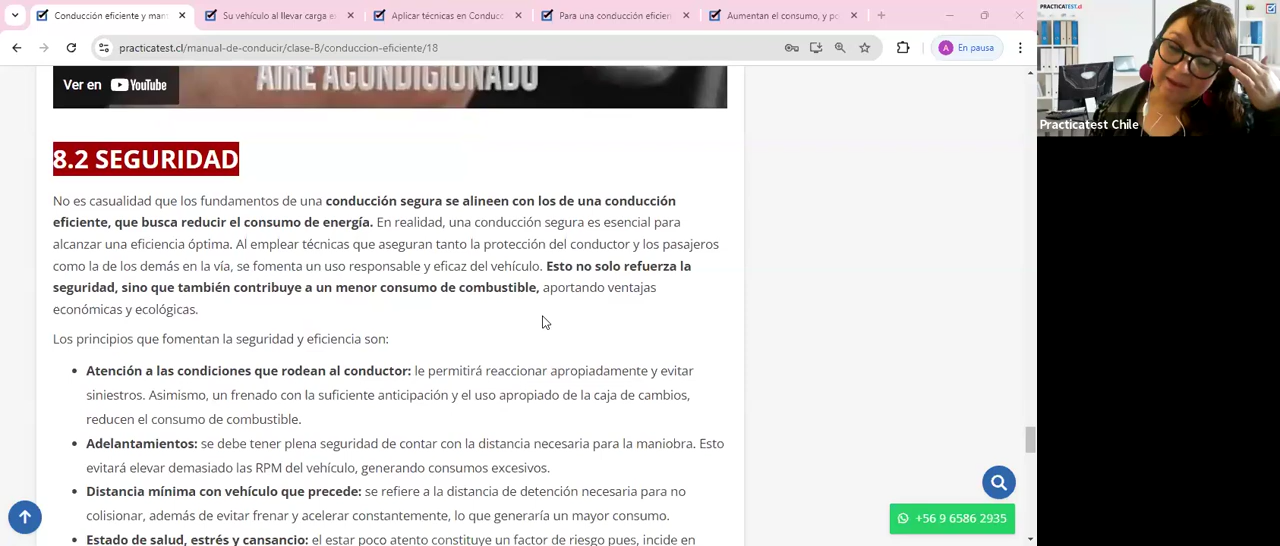 Conducción eficiente y man
Su vehículo al llevar carga e
Aplicar técnicas en Conducc
Para una conducción eficien
Aumentan el consumo, y po
practicatest.cl/manual-de-conducir/clase-B/conduccion-eficiente/18
A
En pausa
PRACTICATEST.cl
Practicatest Chile
Ver en YouTube
AIRE ACONDICIONADO
8.2 SEGURIDAD
No es casualidad que los fundamentos de una conducción segura se alineen con los de una conducción
eficiente, que busca reducir el consumo de energía. En realidad, una conducción segura es esencial para
alcanzar una eficiencia óptima. Al emplear técnicas que aseguran tanto la protección del conductor y los pasajeros
como la de los demás en la vía, se fomenta un uso responsable y eficaz del vehículo. Esto no solo refuerza la
seguridad, sino que también contribuye a un menor consumo de combustible, aportando ventajas
económicas y ecológicas.
Los principios que fomentan la seguridad y eficiencia son:
Atención a las condiciones que rodean al conductor: le permitirá reaccionar apropiadamente y evitar
siniestros. Asimismo, un frenado con la suficiente anticipación y el uso apropiado de la caja de cambios,
reducen el consumo de combustible.
Adelantamientos: se debe tener plena seguridad de contar con la distancia necesaria para la maniobra. Esto
evitará elevar demasiado las RPM del vehículo, generando consumos excesivos.
Distancia mínima con vehículo que precede: se refiere a la distancia de detención necesaria para no
colisionar, además de evitar frenar y acelerar constantemente, lo que generaría un mayor consumo.
Estado de salud, estrés y cansancio: el estar poco atento constituye un factor de riesgo pues, incide en
+56 9 6586 2935